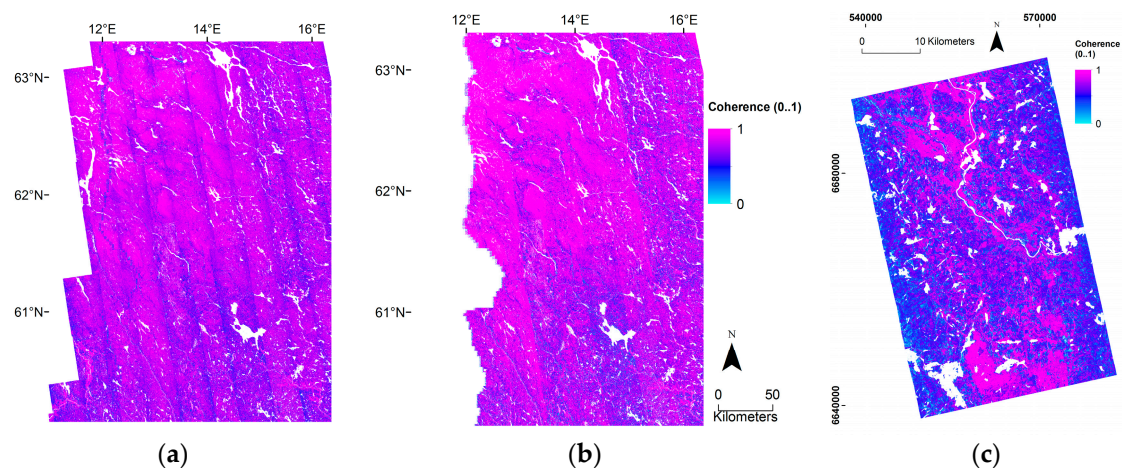 12°E 14°E 16°E
63°N
62°N
61°N
(a)
12°E 14°E 16°E
63°N
62°N
61°N
Coherence (0..1)
1
0
N
0 50
Kilometers
(b)
540000 570000
N
0 10 Kilometers
Coherence
(0..1)
1
0
6680000
6640000
(c)